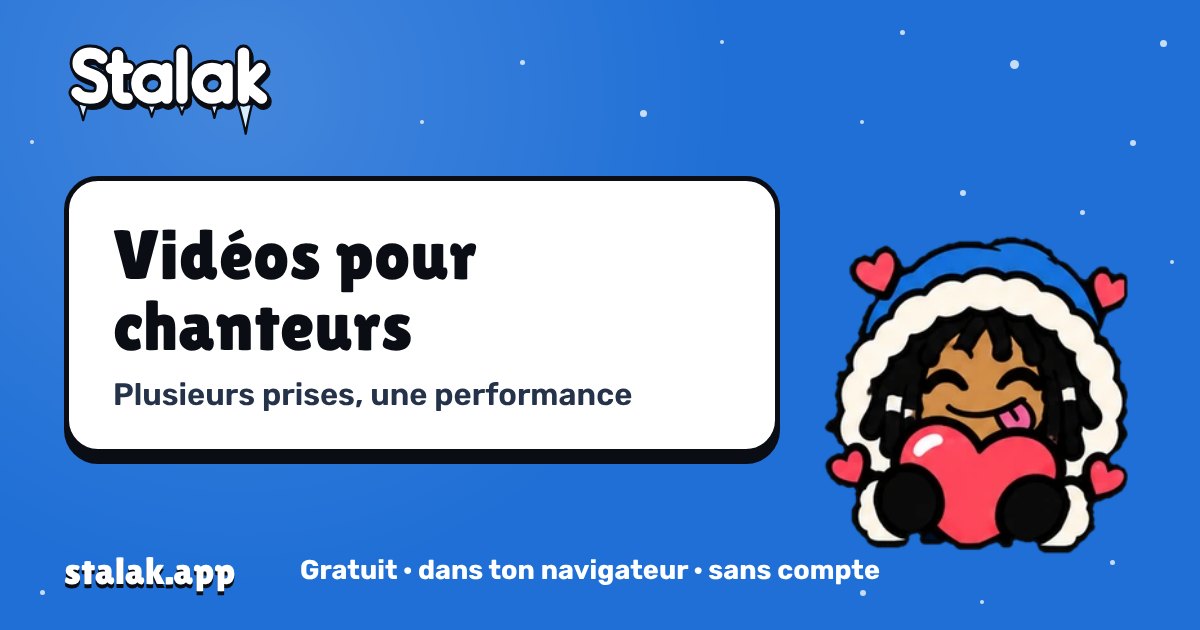 Stalak
Vidéos pour
chanteurs
Plusieurs prises, une performance
stalak.app
Gratuit • dans ton navigateur • sans compte